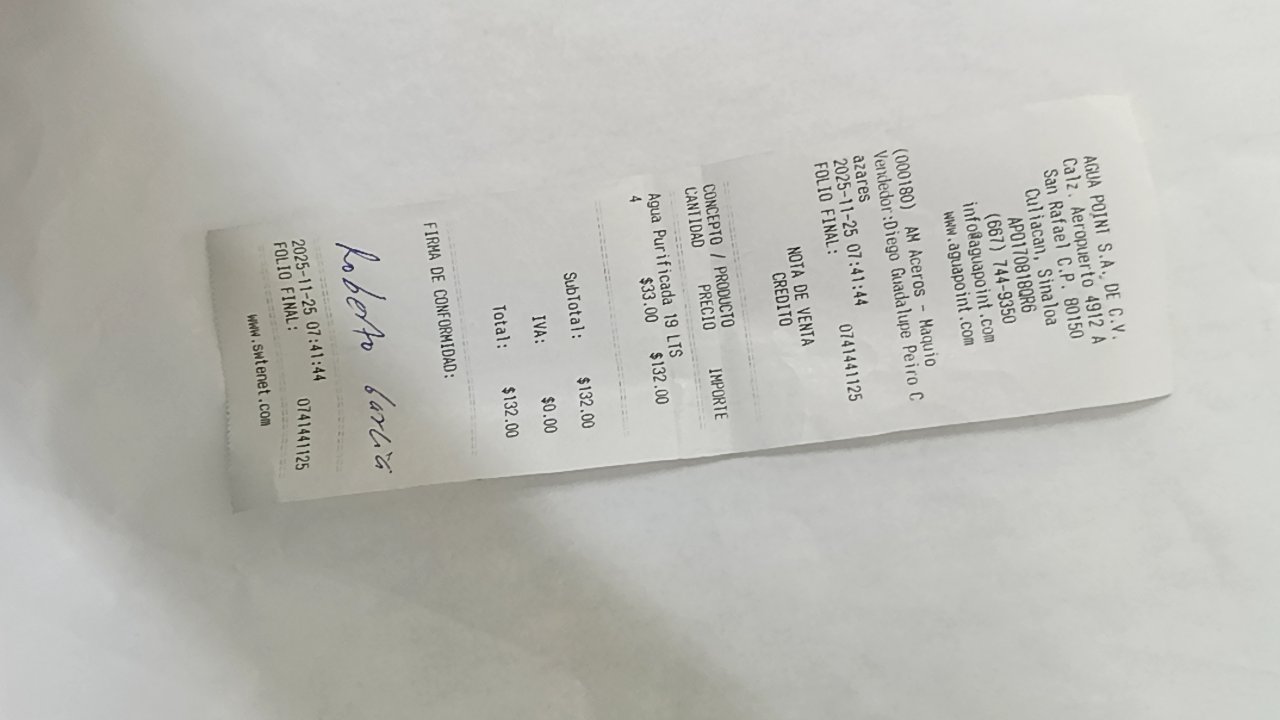 AGUA POINT S.A. DE C.V.
Calz. Aeropuerto 4912 A
San Rafael C.P. 80150
Culiacan, Sinaloa
APO170818QR6
(667) 744-9350
info@aguapoint.com
www.aguapoint.com
(000180) AM Aceros - Maquio
Vendedor:Diego Guadalupe Peiro C
azares
2025-11-25 07:41:44 0741441125
FOLIO FINAL:
NOTA DE VENTA
CREDITO
CONCEPTO / PRODUCTO
CANTIDAD PRECIO IMPORTE
Agua Purificada 19 LTS
4 $33.00 $132.00
SubTotal: $132.00
IVA: $0.00
Total: $132.00
FIRMA DE CONFORMIDAD:
Roberto
2025-11-25 07:41:44 0741441125
FOLIO FINAL:
www.swtenet.com